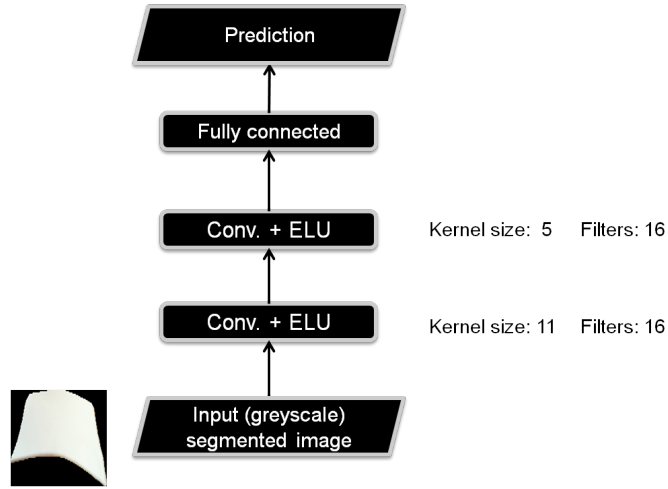 Prediction
Fully connected
Conv. + ELU
Kernel size: 5 Filters: 16
Conv. + ELU
Kernel size: 11 Filters: 16
Input (greyscale)
segmented image